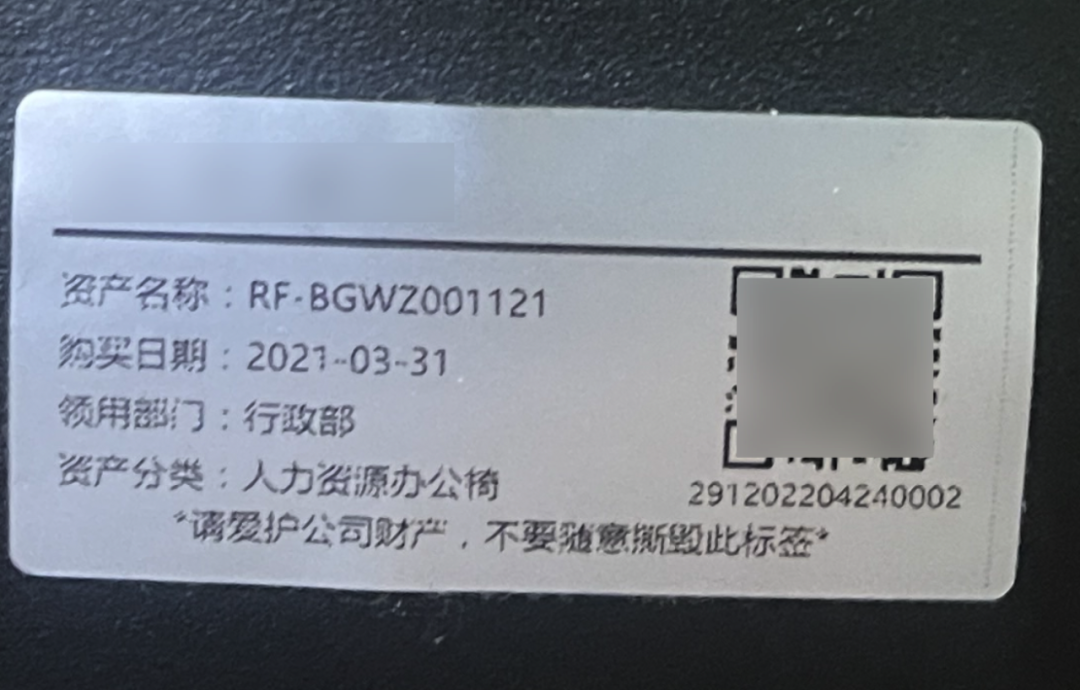 资产名称：RF-BGWZ001121
购买日期：2021-03-31
领用部门：行政部
资产分类：人力资源办公椅
291202204240002
*请爱护公司财产，不要随意撕毁此标签*